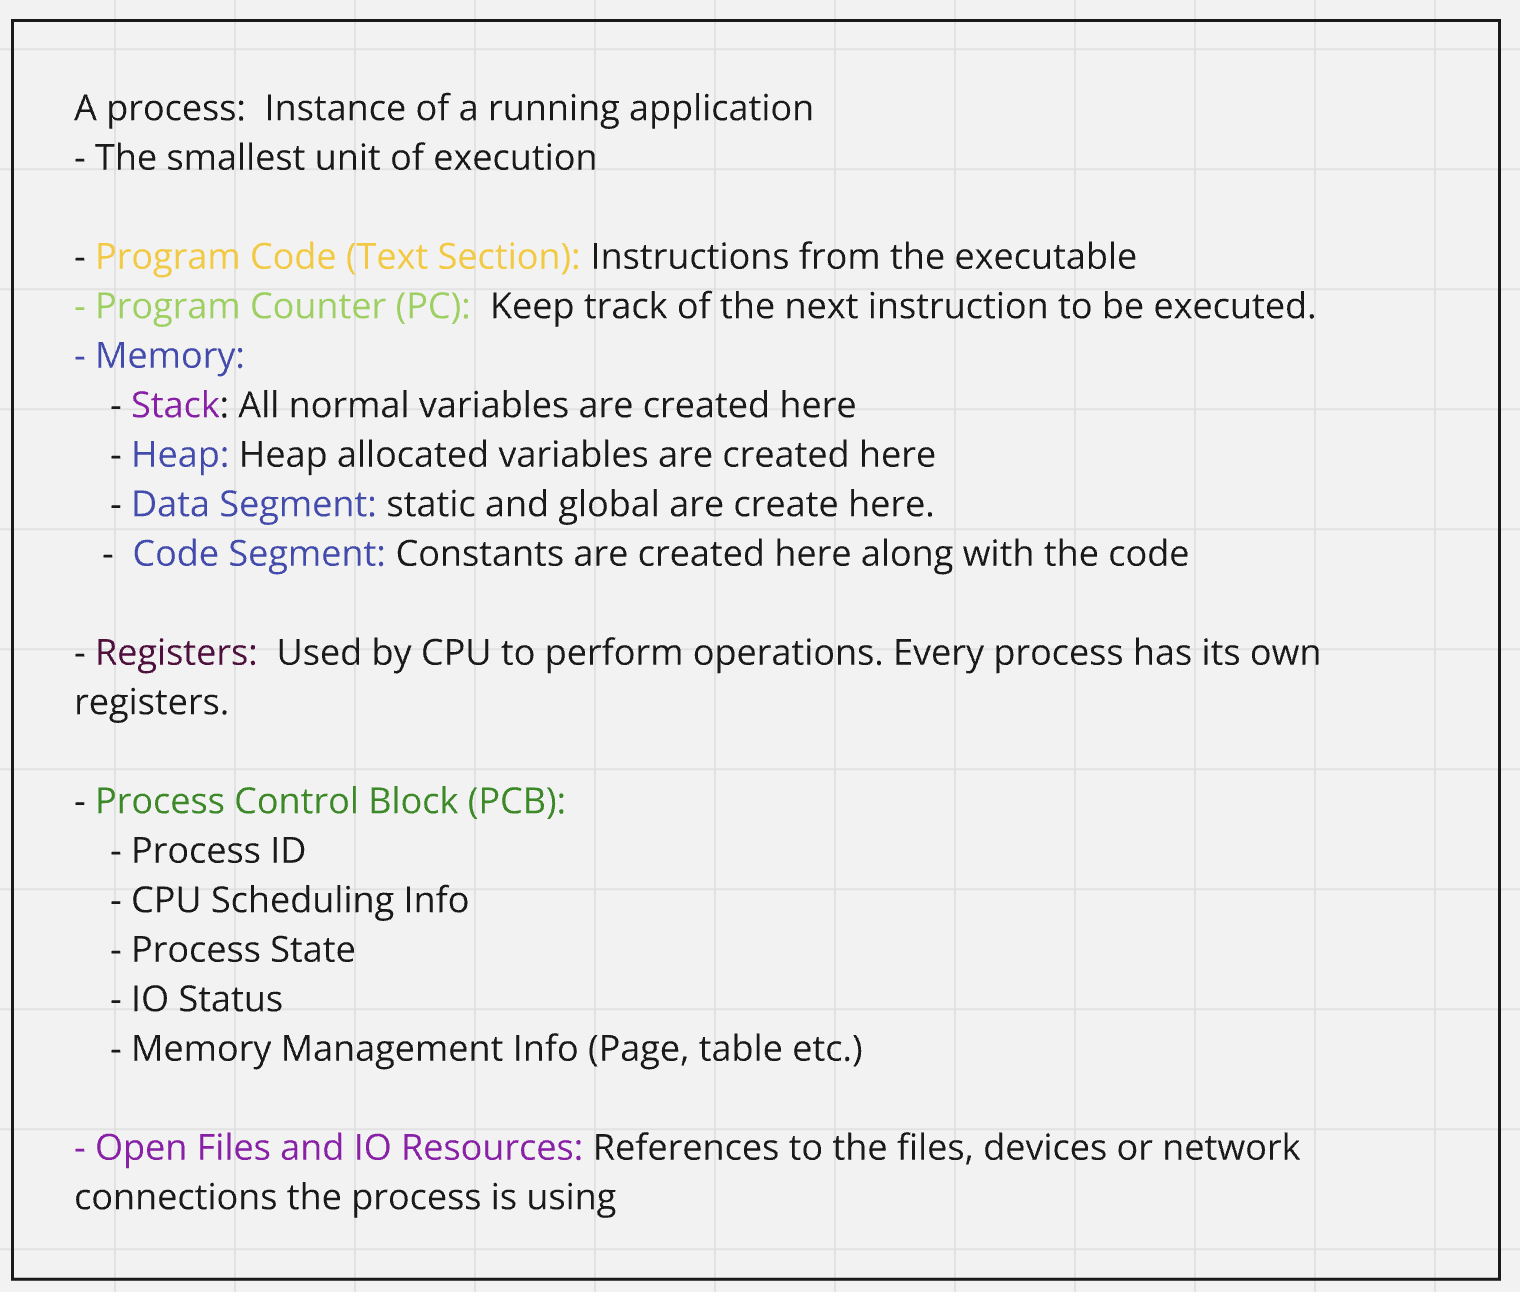 A process:  Instance of a running application
- The smallest unit of execution
- Program Code (Text Section): Instructions from the executable
- Program Counter (PC):  Keep track of the next instruction to be executed.
- Memory:
- Stack: All normal variables are created here
- Heap: Heap allocated variables are created here
- Data Segment: static and global are create here.
-  Code Segment: Constants are created here along with the code
- Registers:  Used by CPU to perform operations. Every process has its own
registers.
- Process Control Block (PCB):
- Process ID
- CPU Scheduling Info
- Process State
- IO Status
- Memory Management Info (Page, table etc.)
- Open Files and IO Resources: References to the files, devices or network
connections the process is using